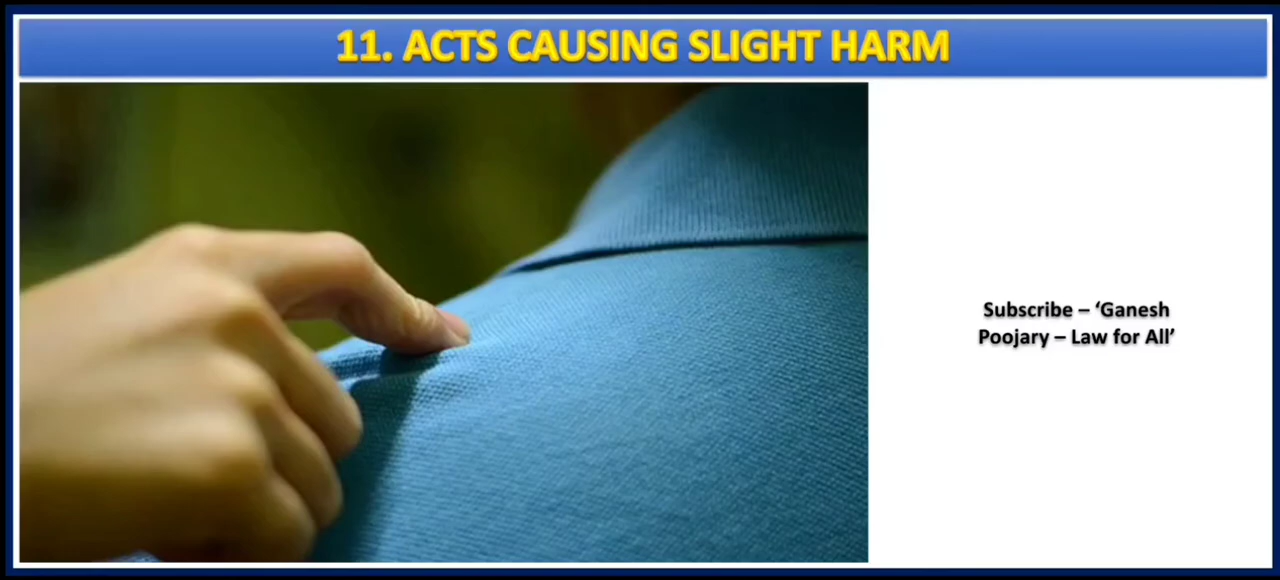 11. ACTS CAUSING SLIGHT HARM
Subscribe – ‘Ganesh
Poojary – Law for All’